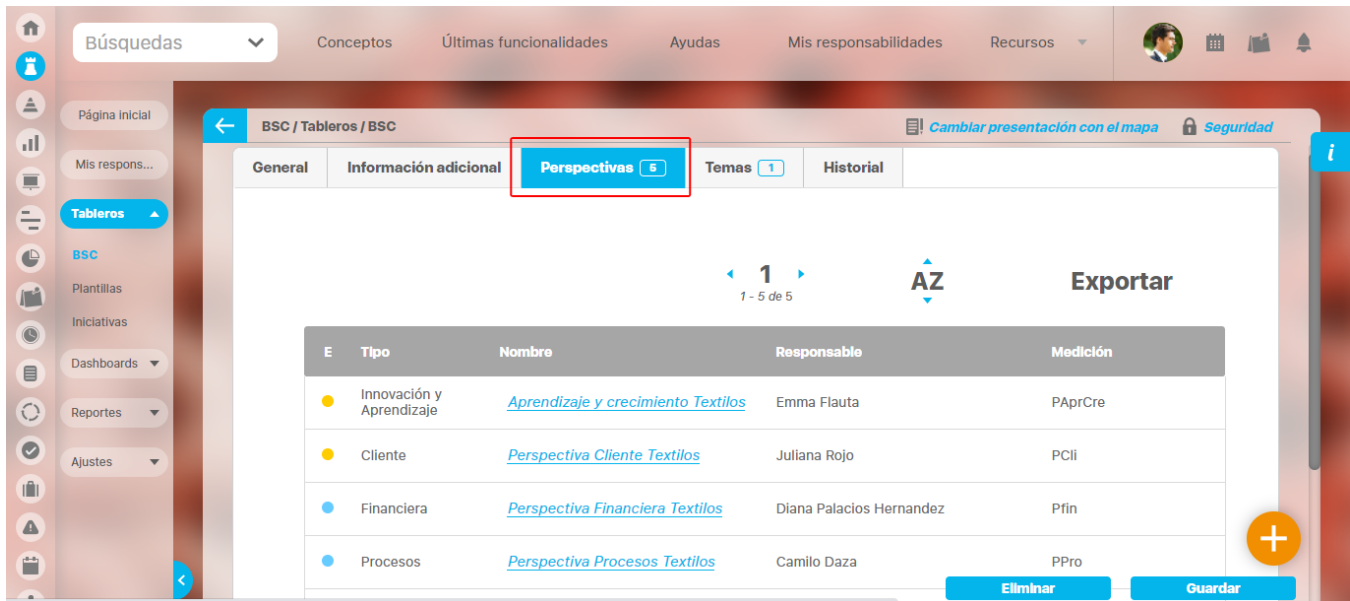 Búsquedas
Conceptos
Últimas funcionalidades
Ayudas
Mis responsabilidades
Recursos
Página inicial
Mis respons...
Tableros
BSC
Plantillas
Iniciativas
Dashboards
Reportes
Ajustes
BSC / Tableros / BSC
Cambiar presentación con el mapa
Seguridad
i
General
Información adicional
Perspectivas 5
Temas 1
Historial
1
1 - 5 de 5
AZ
Exportar
E Tipo Nombre Responsable Medición
Innovación y
Aprendizaje
Aprendizaje y crecimiento Textilos
Emma Flauta
PAprCre
Cliente Perspectiva Cliente Textilos Juliana Rojo PCli
Financiera Perspectiva Financiera Textilos Diana Palacios Hernandez Pfin
Procesos Perspectiva Procesos Textilos Camilo Daza PPro
Eliminar
Guardar